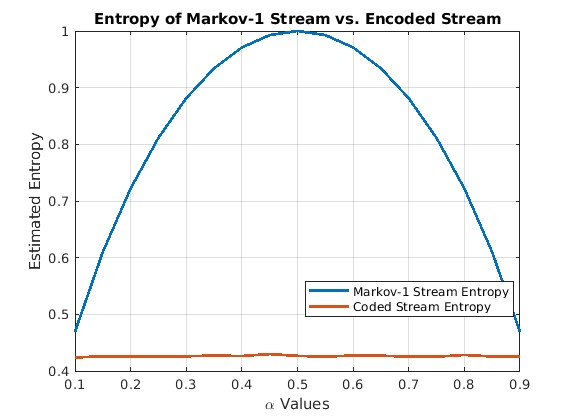 Entropy of Markov-1 Stream vs. Encoded Stream
Estimated Entropy
1
0.9
0.8
0.7
0.6
0.5
0.4
Markov-1 Stream Entropy
Coded Stream Entropy
0.1 0.2 0.3 0.4 0.5 0.6 0.7 0.8 0.9
α Values